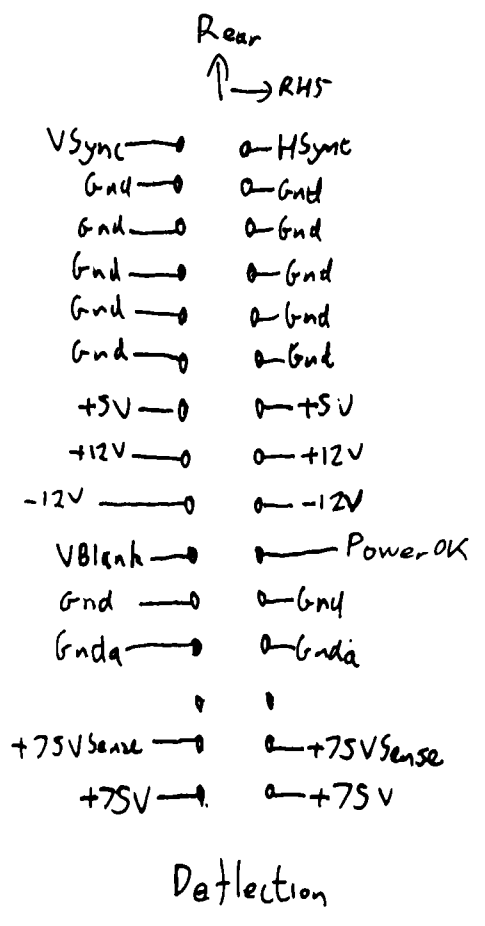 Rear
RHS
VSync HSync
Gnd Gnd
Gnd Gnd
Gnd Gnd
Gnd Gnd
Gnd Gnd
+5V +5V
+12V +12V
-12V -12V
VBlank PowerOK
Gnd Gnd
Gnda Gnda
+75VSense +75VSense
+75V +75V
Deflection